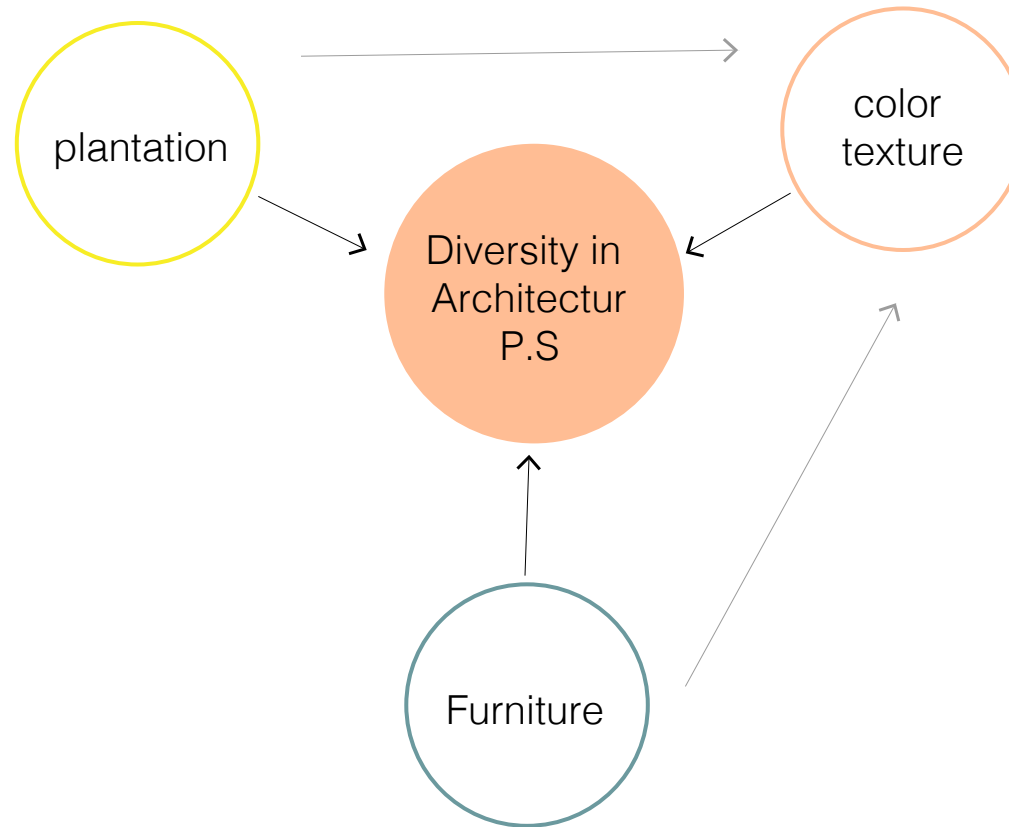 plantation
color
texture
Diversity in
Architectur
P.S
Furniture